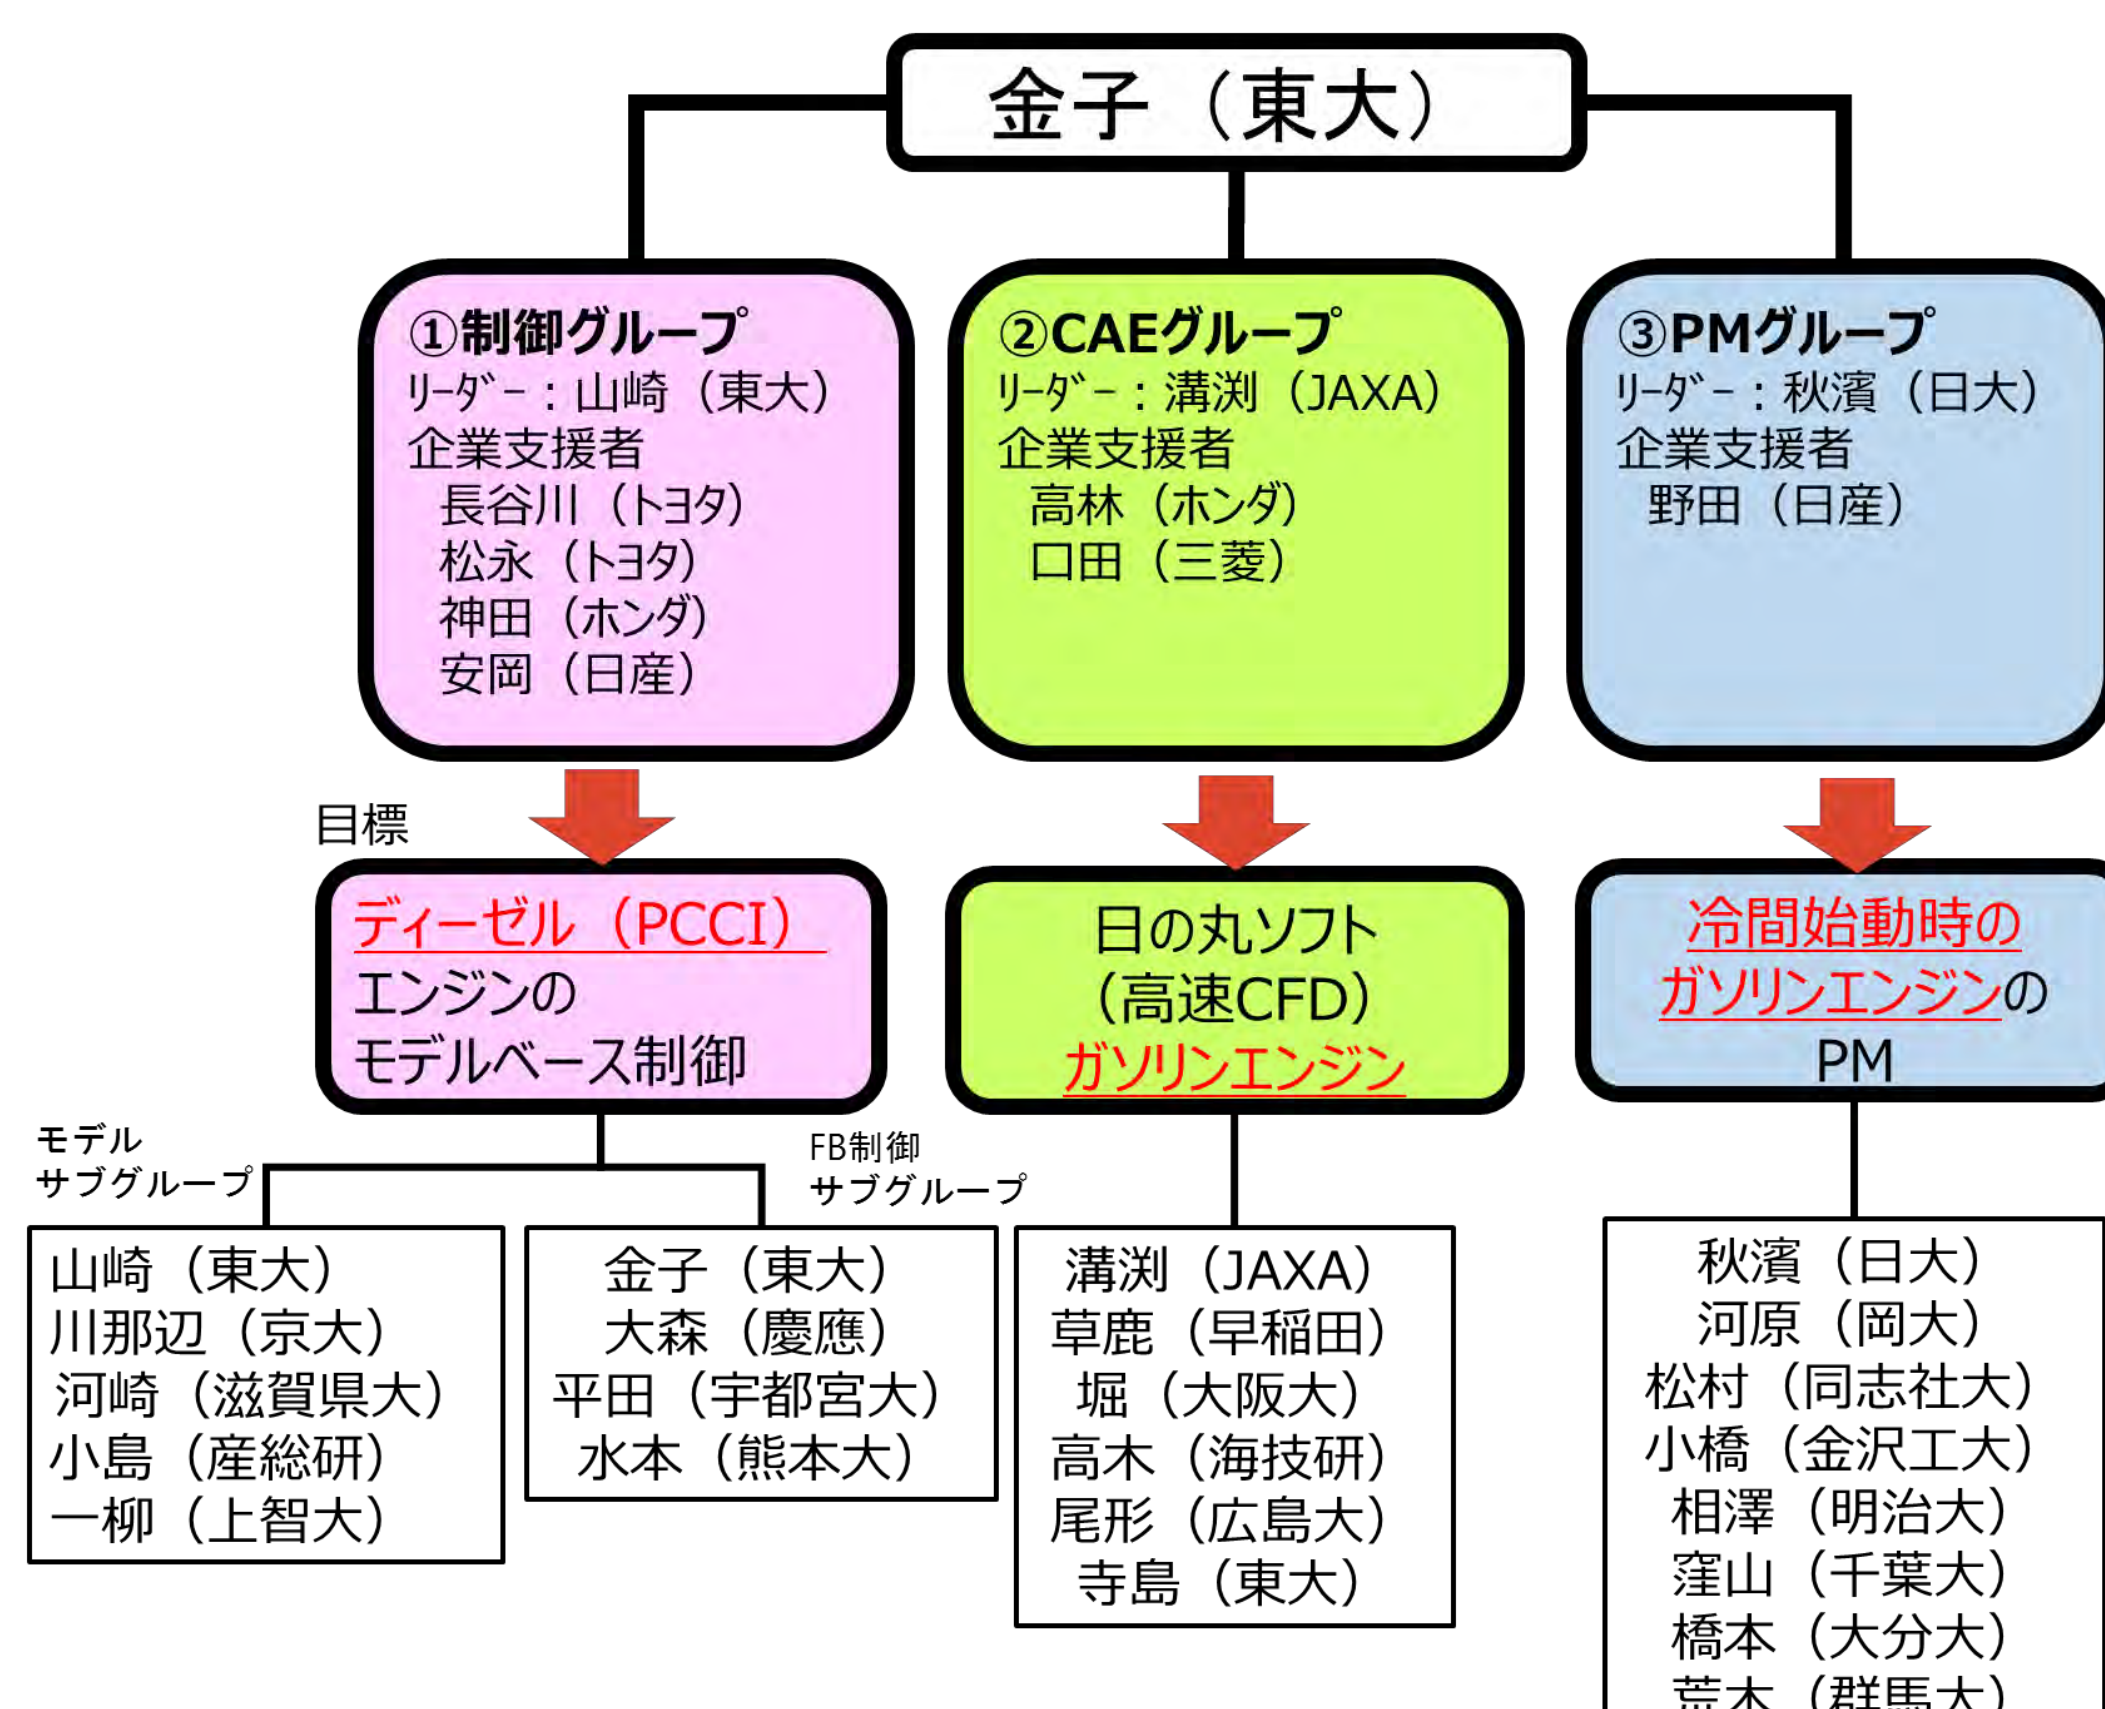 金子（東大）
①制御グループ
ﾘｰﾀﾞｰ：山崎（東大）
企業支援者
長谷川（トヨタ）
松永（トヨタ）
神田（ホンダ）
安岡（日産）
②CAEグループ
ﾘｰﾀﾞｰ：溝渕（JAXA）
企業支援者
高林（ホンダ）
口田（三菱）
③PMグループ
ﾘｰﾀﾞｰ：秋濱（日大）
企業支援者
野田（日産）
目標
ディーゼル（PCCI）
エンジンの
モデルベース制御
日の丸ソフト
（高速CFD）
ガソリンエンジン
冷間始動時の
ガソリンエンジンの
PM
モデル
サブグループ
FB制御
サブグループ
山崎（東大）
川那辺（京大）
河崎（滋賀県大）
小島（産総研）
一柳（上智大）
金子（東大）
大森（慶應）
平田（宇都宮大）
水本（熊本大）
溝渕（JAXA）
草鹿（早稲田）
堀（大阪大）
高木（海技研）
尾形（広島大）
寺島（東大）
秋濱（日大）
河原（岡大）
松村（同志社大）
小橋（金沢工大）
相澤（明治大）
窪山（千葉大）
橋本（大分大）
荒木（群馬大）